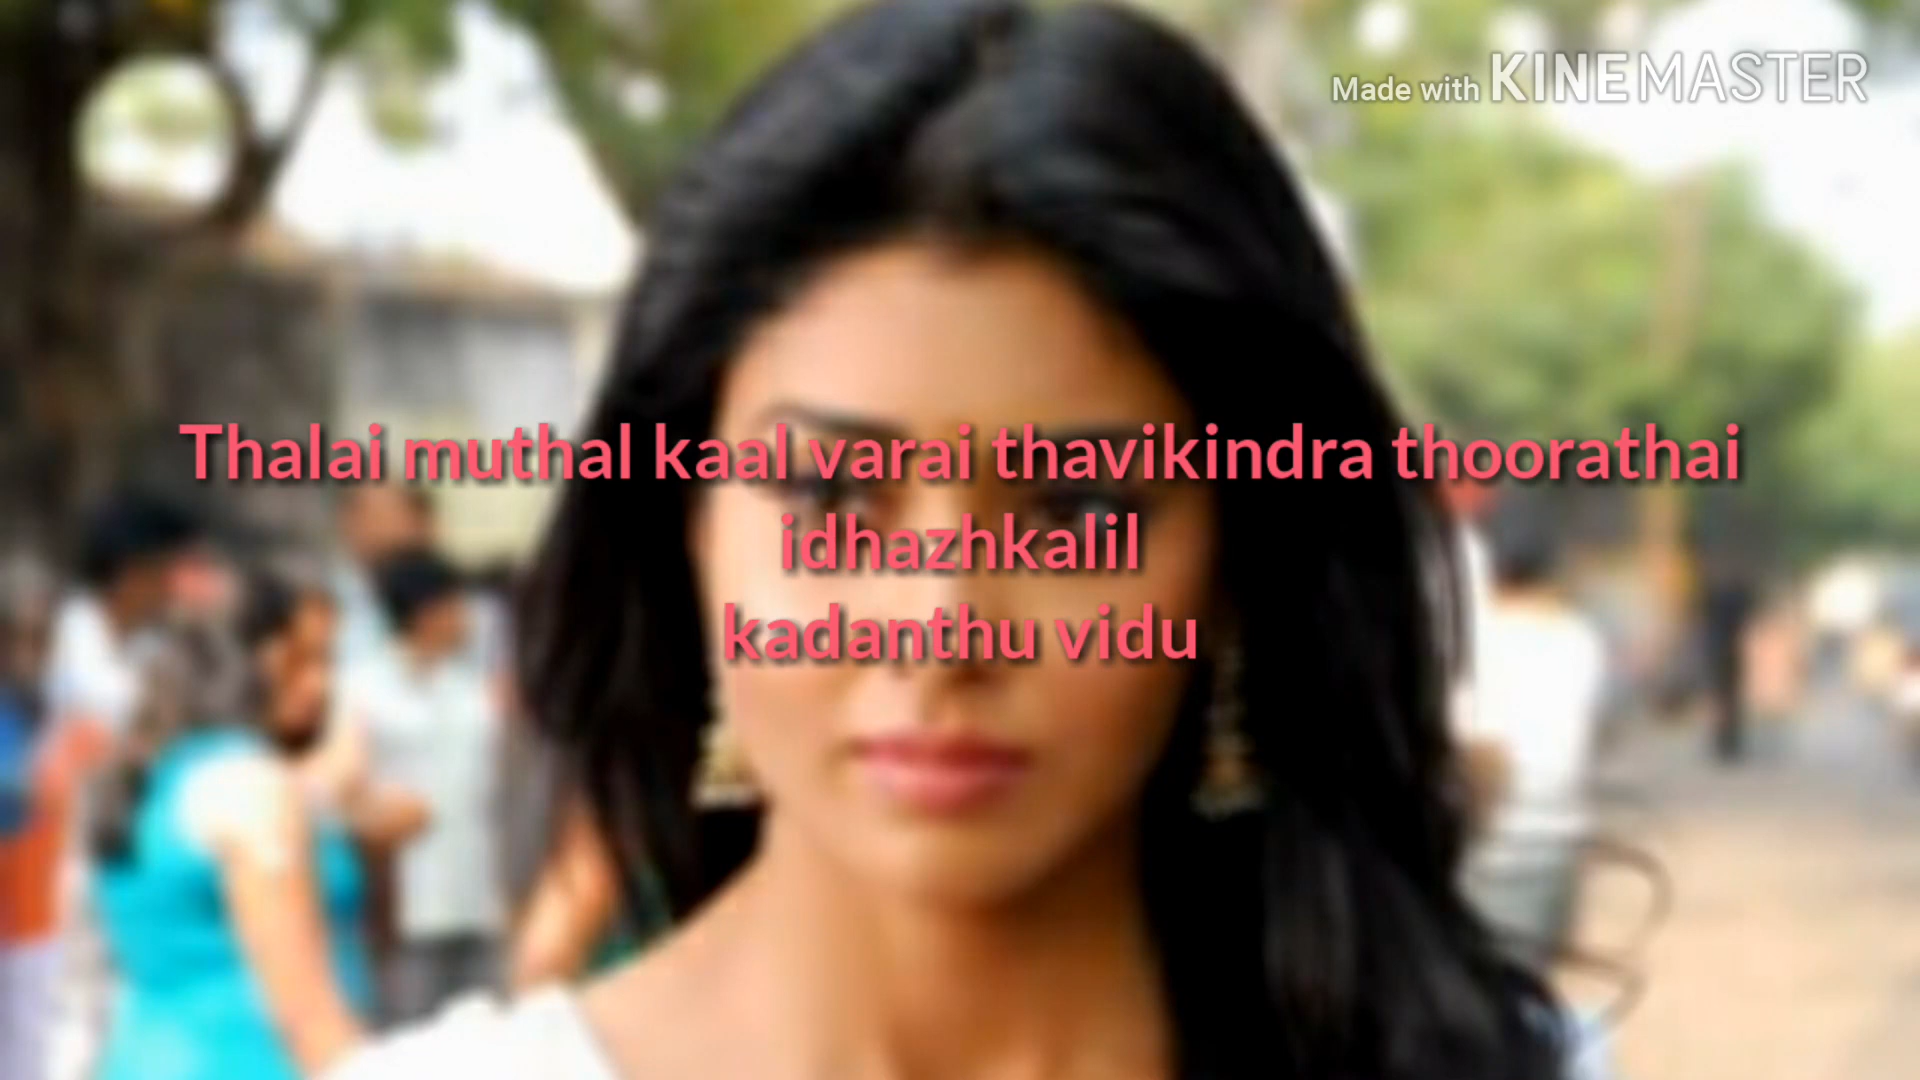 Made with KINEMASTER
Thalai muthal kaal varai thavikindra thoorathai
idhazhkalil
kadanthu vidu